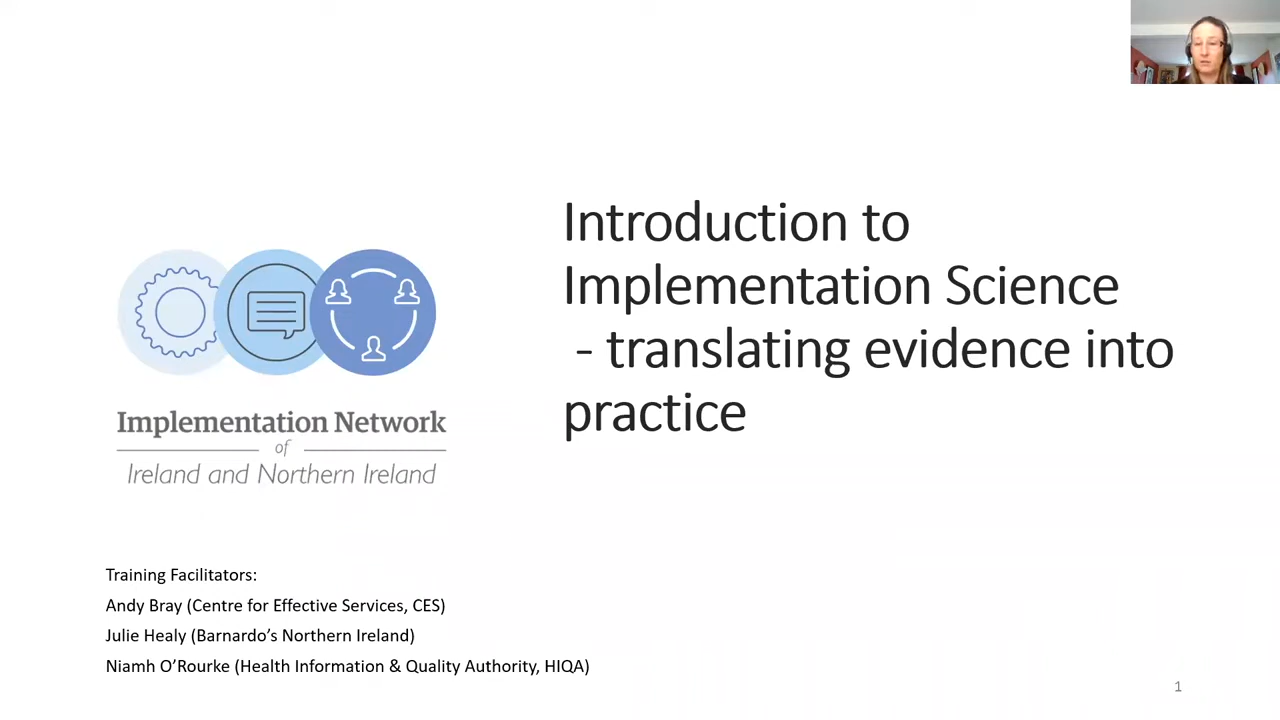 Introduction to
Implementation Science
- translating evidence into
practice
Implementation Network
of
Ireland and Northern Ireland
Training Facilitators:
Andy Bray (Centre for Effective Services, CES)
Julie Healy (Barnardo’s Northern Ireland)
Niamh O’Rourke (Health Information & Quality Authority, HIQA)
1